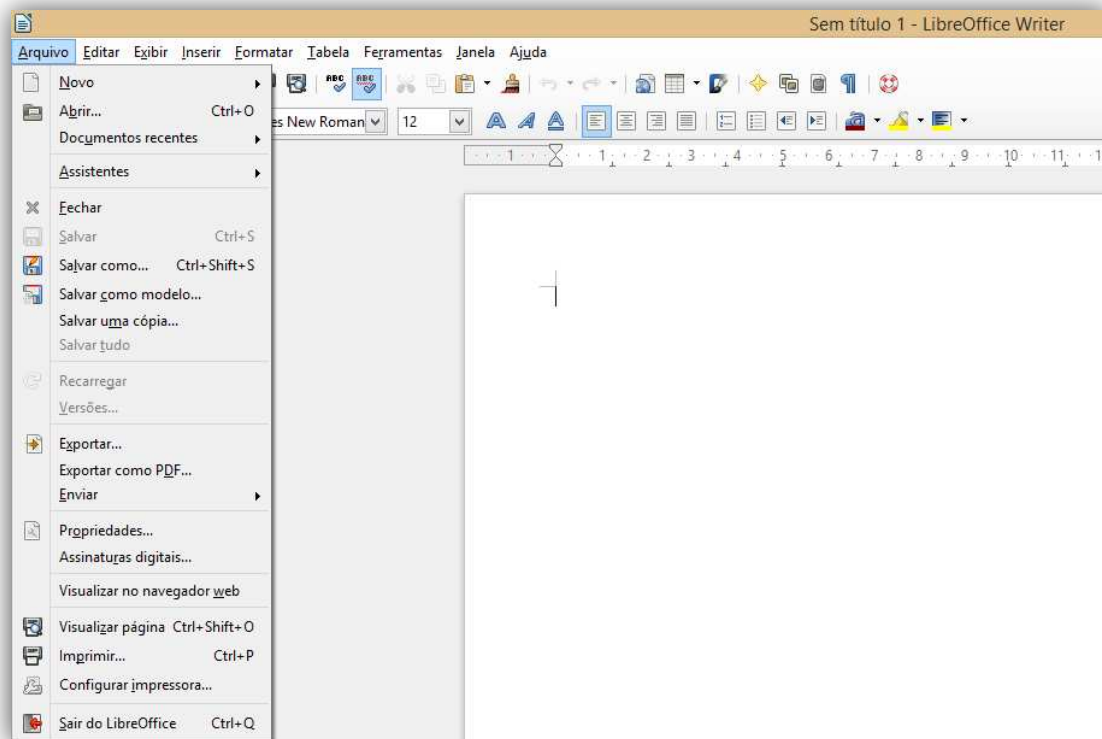 Sem título 1 - LibreOffice Writer
Arquivo Editar Exibir Inserir Formatar Tabela Ferramentas Janela Ajuda
Novo
Abrir... Ctrl+O
Documentos recentes
Assistentes
Fechar
Salvar Ctrl+S
Salvar como... Ctrl+Shift+S
Salvar como modelo...
Salvar uma cópia...
Salvar tudo
Recarregar
Versões...
Exportar...
Exportar como PDF...
Enviar
Propriedades...
Assinaturas digitais...
Visualizar no navegador web
Visualizar página Ctrl+Shift+O
Imprimir... Ctrl+P
Configurar impressora...
Sair do LibreOffice Ctrl+Q
ABC ABC
es New Roman 12
1 1 2 3 4 5 6 7 8 9 10 11 1